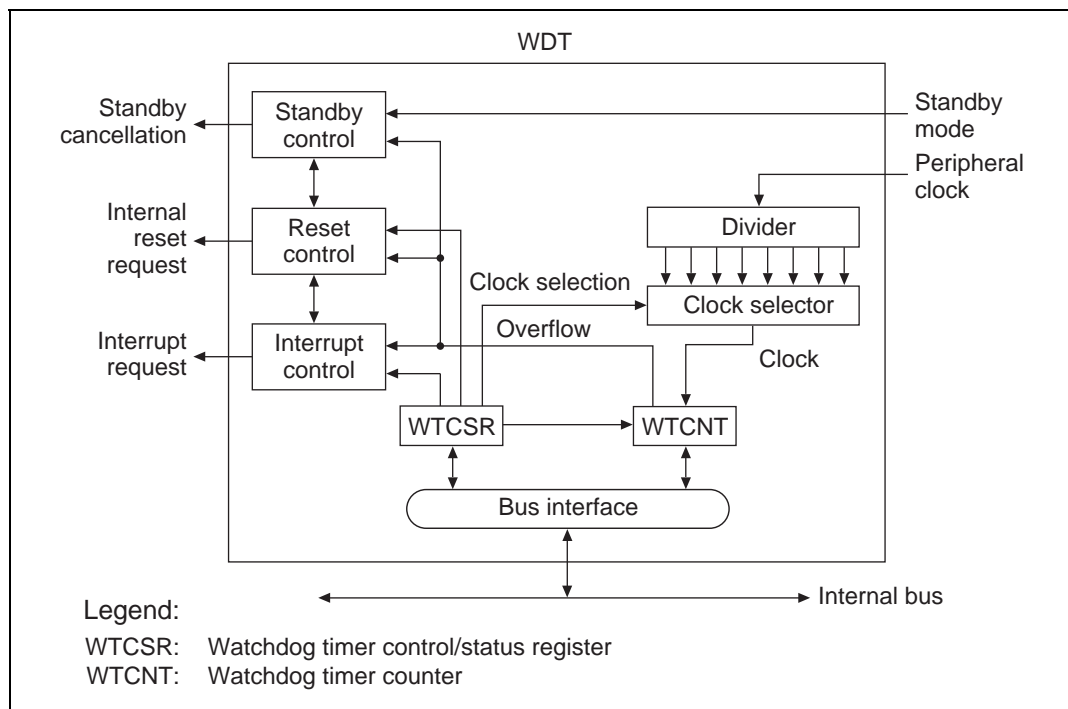 WDT
Standby
cancellation
Standby
control
Standby
mode
Peripheral
clock
Internal
reset
request
Reset
control
Divider
Clock selection
Clock selector
Interrupt
request
Interrupt
control
Overflow
Clock
WTCSR
WTCNT
Bus interface
Internal bus
Legend:
WTCSR: Watchdog timer control/status register
WTCNT: Watchdog timer counter